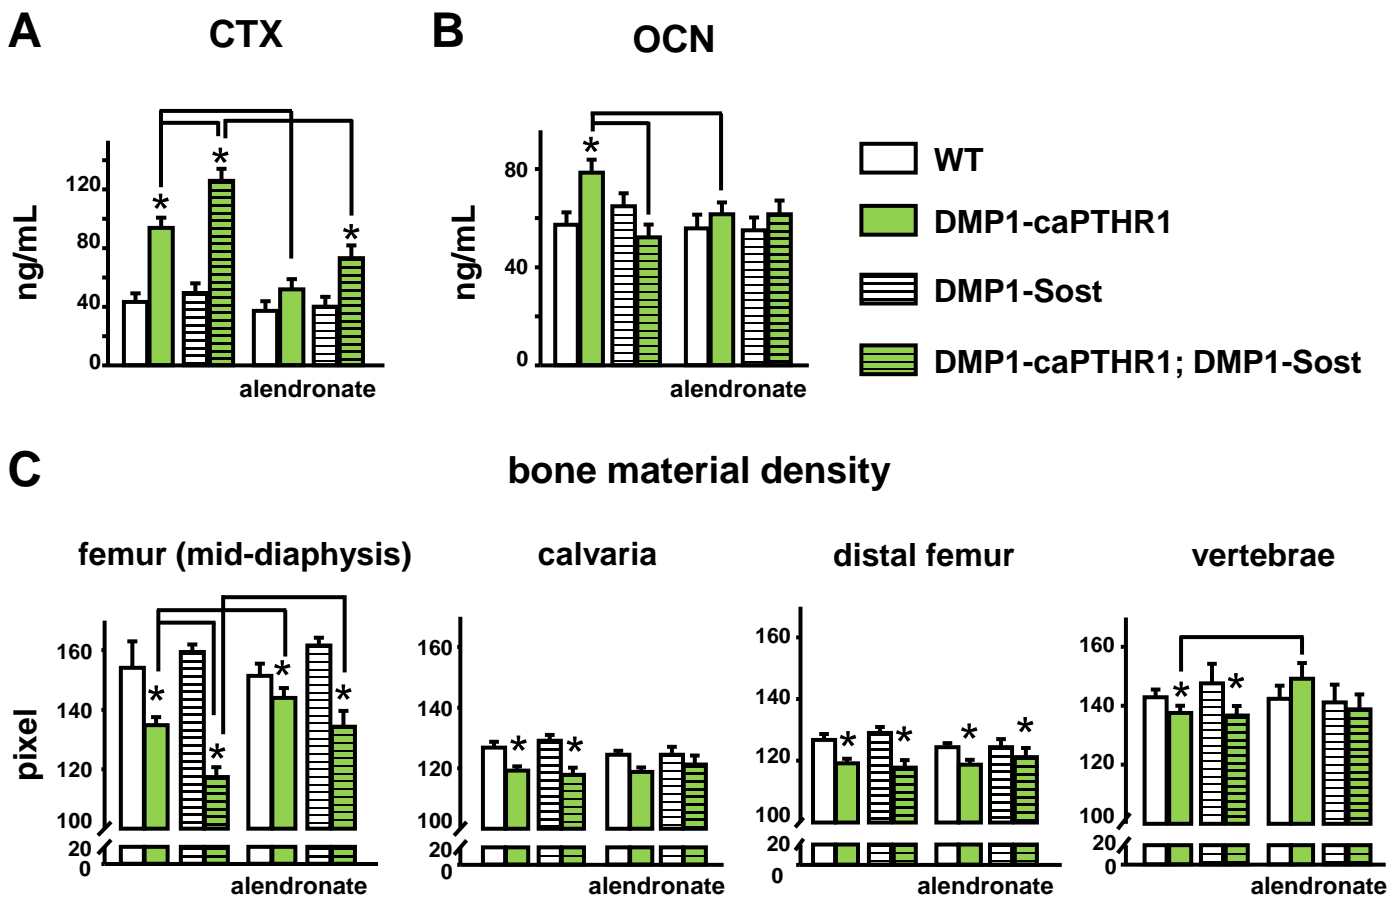 A CTX B OCN
ng/mL
120
80
40
0
* * *
alendronate
ng/mL
80
40
0
*
alendronate
WT
DMP1-caPTHR1
DMP1-Sost
DMP1-caPTHR1; DMP1-Sost
C bone material density
femur (mid-diaphysis)
pixel
160
140
120
100
20
0
* * * *
alendronate
calvaria
160
140
120
100
20
0
* *
alendronate
distal femur
160
140
120
100
20
0
* * * *
alendronate
vertebrae
160
140
120
100
20
0
* *
alendronate